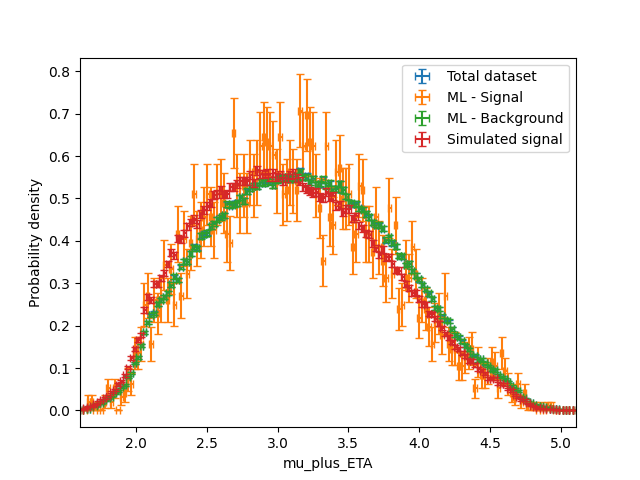 Total dataset
ML - Signal
ML - Background
Simulated signal
Probability density
0.8
0.7
0.6
0.5
0.4
0.3
0.2
0.1
0.0
2.0 2.5 3.0 3.5 4.0 4.5 5.0
mu_plus_ETA